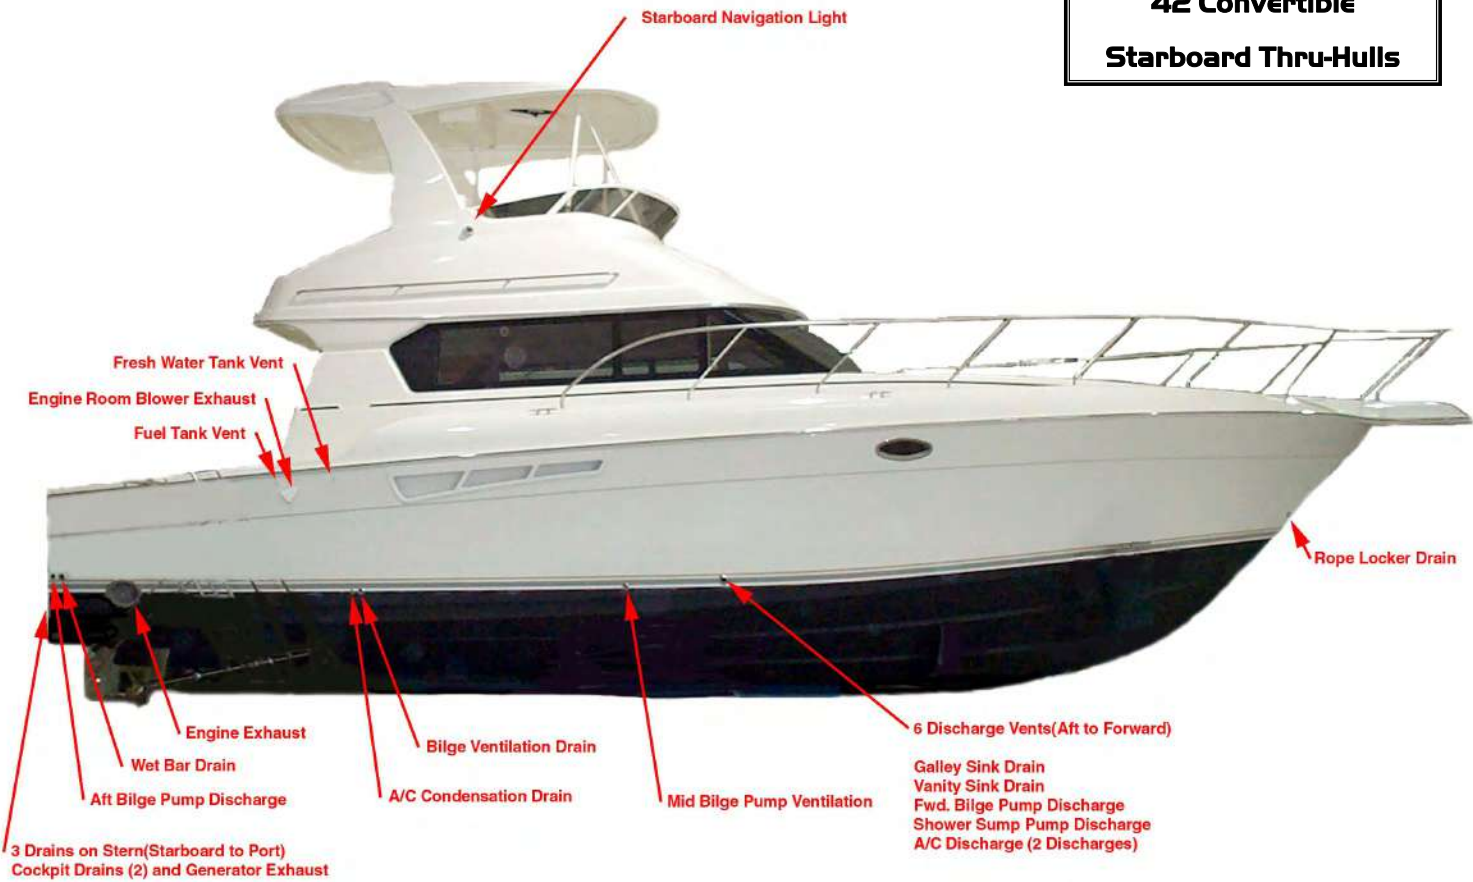 42 Convertible
Starboard Thru-Hulls
Starboard Navigation Light
Fresh Water Tank Vent
Engine Room Blower Exhaust
Fuel Tank Vent
Rope Locker Drain
Engine Exhaust
Wet Bar Drain
Aft Bilge Pump Discharge
3 Drains on Stern(Starboard to Port)
Cockpit Drains (2) and Generator Exhaust
Bilge Ventilation Drain
A/C Condensation Drain
Mid Bilge Pump Ventilation
6 Discharge Vents(Aft to Forward)
Galley Sink Drain
Vanity Sink Drain
Fwd. Bilge Pump Discharge
Shower Sump Pump Discharge
A/C Discharge (2 Discharges)